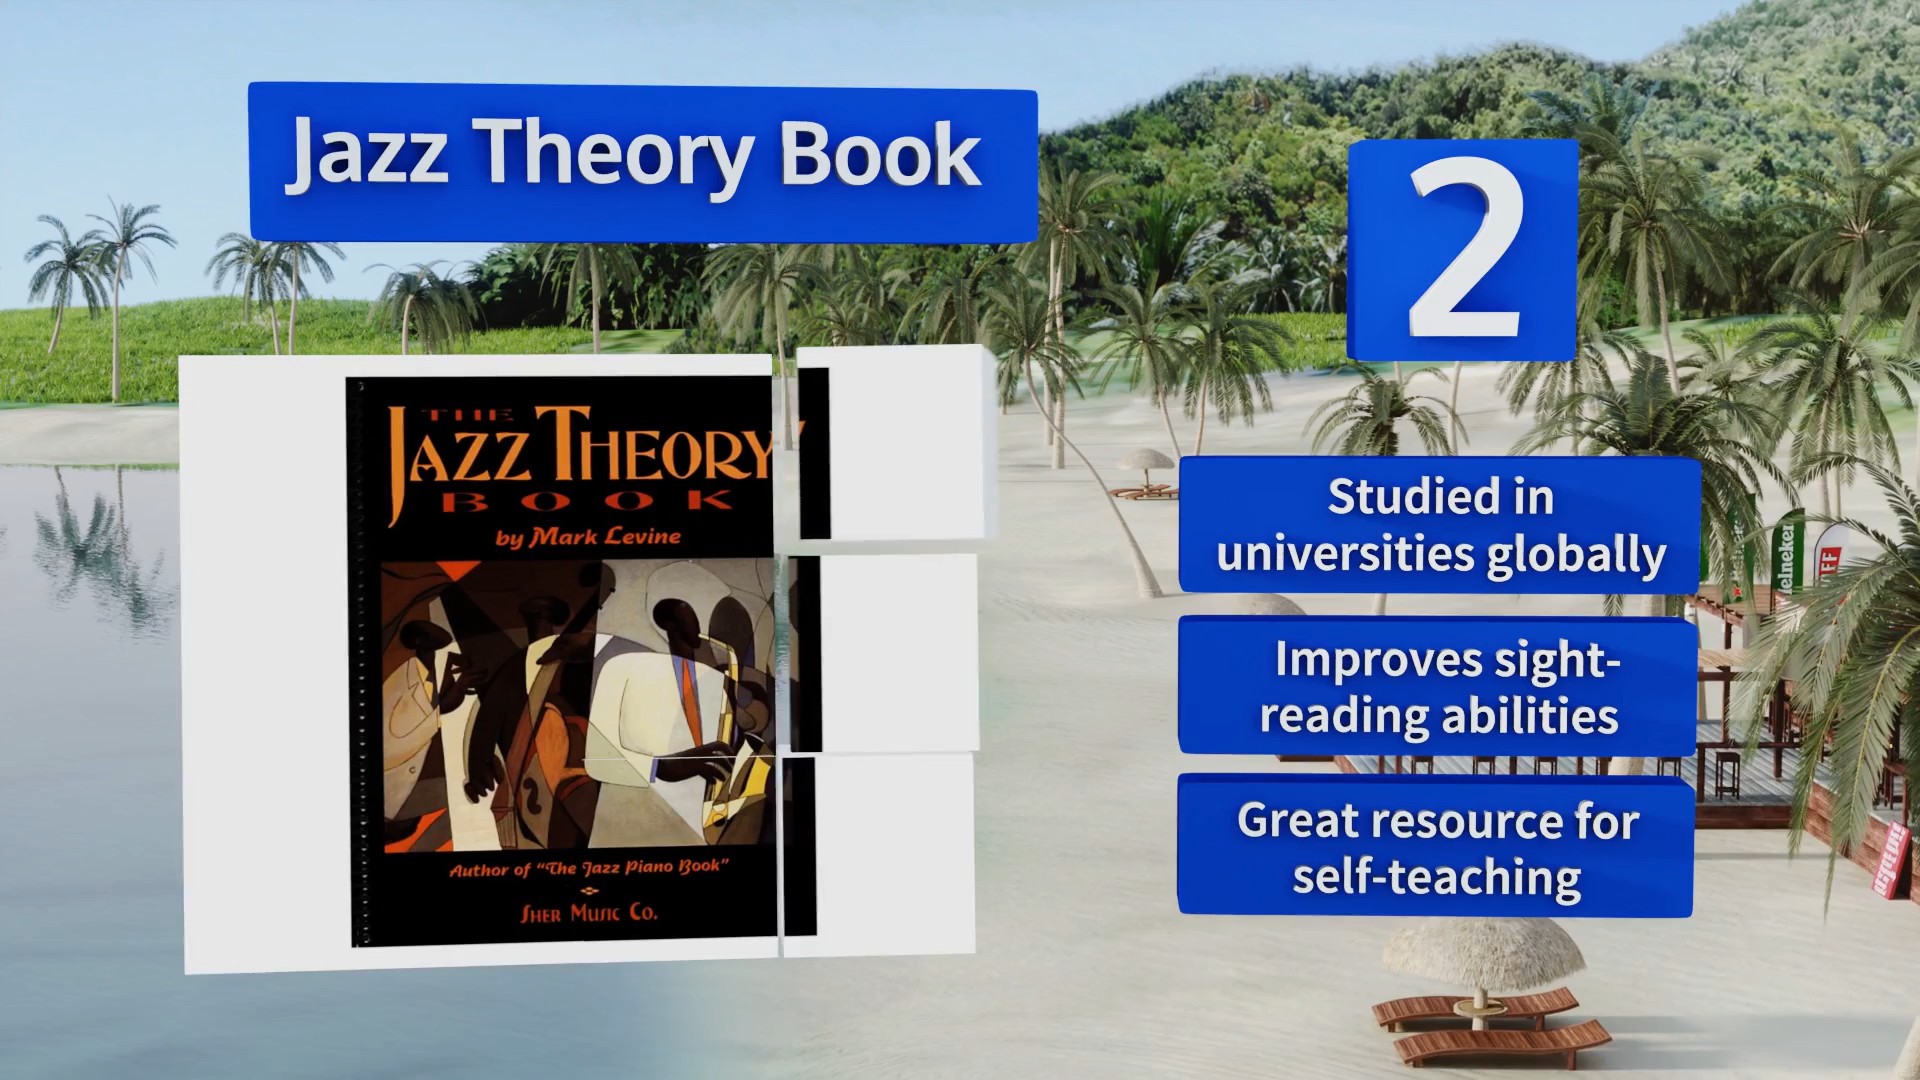 Jazz Theory Book
2
THE
JAZZ THEORY
BOOK
by Mark Levine
Author of "The Jazz Piano Book"
SHER MUSIC CO.
Studied in
universities globally
Improves sight-
reading abilities
Great resource for
self-teaching